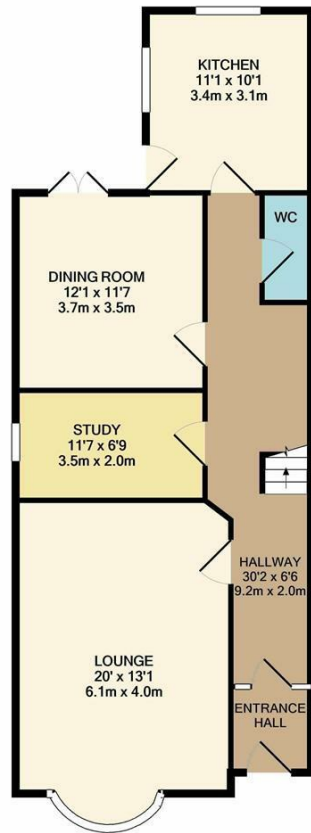 KITCHEN
11'1 x 10'1
3.4m x 3.1m
WC
DINING ROOM
12'1 x 11'7
3.7m x 3.5m
STUDY
11'7 x 6'9
3.5m x 2.0m
HALLWAY
30'2 x 6'6
9.2m x 2.0m
LOUNGE
20' x 13'1
6.1m x 4.0m
ENTRANCE
HALL